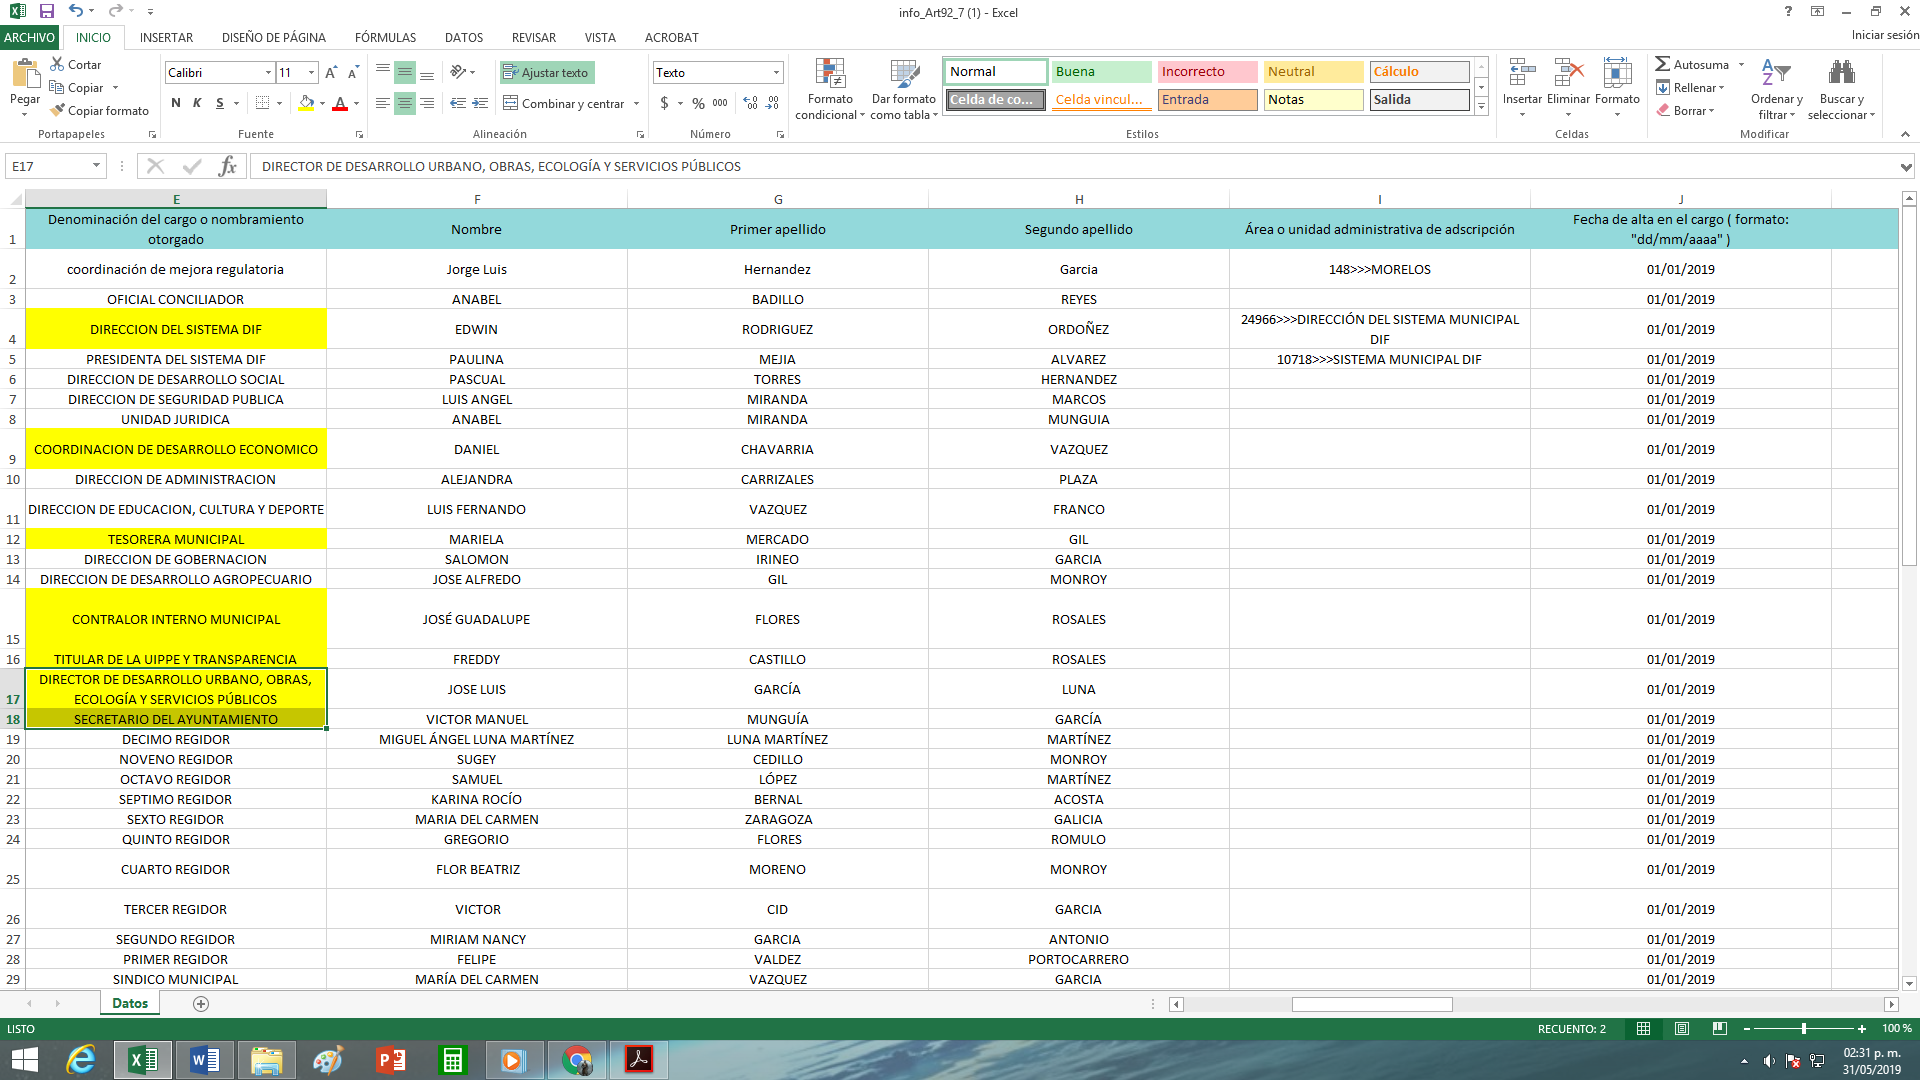 info_Art92_7 (1) - Excel
ARCHIVO INICIO INSERTAR DISEÑO DE PÁGINA FÓRMULAS DATOS REVISAR VISTA ACROBAT Iniciar sesión
Pegar
Cortar
Copiar
Copiar formato
Portapapeles
Calibri 11
N K S
Fuente
Ajustar texto
Combinar y centrar
Alineación
Texto
$ % 000
Número
Formato condicional
Dar formato como tabla
Normal Buena Incorrecto Neutral Cálculo
Celda de co... Celda vincul... Entrada Notas Salida
Estilos
Insertar Eliminar Formato
Celdas
Autosuma
Rellenar
Borrar
Ordenar y filtrar
Buscar y seleccionar
Modificar
E17 fx DIRECTOR DE DESARROLLO URBANO, OBRAS, ECOLOGÍA Y SERVICIOS PÚBLICOS
E F G H I J
1 Denominación del cargo o nombramiento otorgado Nombre Primer apellido Segundo apellido Área o unidad administrativa de adscripción Fecha de alta en el cargo ( formato: "dd/mm/aaaa" )
2 coordinación de mejora regulatoria Jorge Luis Hernandez Garcia 148>>>MORELOS 01/01/2019
3 OFICIAL CONCILIADOR ANABEL BADILLO REYES 01/01/2019
4 DIRECCION DEL SISTEMA DIF EDWIN RODRIGUEZ ORDOÑEZ 24966>>>DIRECCIÓN DEL SISTEMA MUNICIPAL DIF 01/01/2019
5 PRESIDENTA DEL SISTEMA DIF PAULINA MEJIA ALVAREZ 10718>>>SISTEMA MUNICIPAL DIF 01/01/2019
6 DIRECCION DE DESARROLLO SOCIAL PASCUAL TORRES HERNANDEZ 01/01/2019
7 DIRECCION DE SEGURIDAD PUBLICA LUIS ANGEL MIRANDA MARCOS 01/01/2019
8 UNIDAD JURIDICA ANABEL MIRANDA MUNGUIA 01/01/2019
9 COORDINACION DE DESARROLLO ECONOMICO DANIEL CHAVARRIA VAZQUEZ 01/01/2019
10 DIRECCION DE ADMINISTRACION ALEJANDRA CARRIZALES PLAZA 01/01/2019
11 DIRECCION DE EDUCACION, CULTURA Y DEPORTE LUIS FERNANDO VAZQUEZ FRANCO 01/01/2019
12 TESORERA MUNICIPAL MARIELA MERCADO GIL 01/01/2019
13 DIRECCION DE GOBERNACION SALOMON IRINEO GARCIA 01/01/2019
14 DIRECCION DE DESARROLLO AGROPECUARIO JOSE ALFREDO GIL MONROY 01/01/2019
15 CONTRALOR INTERNO MUNICIPAL JOSÉ GUADALUPE FLORES ROSALES 01/01/2019
16 TITULAR DE LA UIPPE Y TRANSPARENCIA FREDDY CASTILLO ROSALES 01/01/2019
17 DIRECTOR DE DESARROLLO URBANO, OBRAS, ECOLOGÍA Y SERVICIOS PÚBLICOS JOSE LUIS GARCÍA LUNA 01/01/2019
18 SECRETARIO DEL AYUNTAMIENTO VICTOR MANUEL MUNGUÍA GARCÍA 01/01/2019
19 DECIMO REGIDOR MIGUEL ÁNGEL LUNA MARTÍNEZ LUNA MARTÍNEZ MARTÍNEZ 01/01/2019
20 NOVENO REGIDOR SUGEY CEDILLO MONROY 01/01/2019
21 OCTAVO REGIDOR SAMUEL LÓPEZ MARTÍNEZ 01/01/2019
22 SEPTIMO REGIDOR KARINA ROCÍO BERNAL ACOSTA 01/01/2019
23 SEXTO REGIDOR MARIA DEL CARMEN ZARAGOZA GALICIA 01/01/2019
24 QUINTO REGIDOR GREGORIO FLORES ROMULO 01/01/2019
25 CUARTO REGIDOR FLOR BEATRIZ MORENO MONROY 01/01/2019
26 TERCER REGIDOR VICTOR CID GARCIA 01/01/2019
27 SEGUNDO REGIDOR MIRIAM NANCY GARCIA ANTONIO 01/01/2019
28 PRIMER REGIDOR FELIPE VALDEZ PORTOCARRERO 01/01/2019
29 SINDICO MUNICIPAL MARÍA DEL CARMEN VAZQUEZ GARCIA 01/01/2019
Datos
LISTO RECUENTO: 2 100 %
02:31 p. m.
31/05/2019